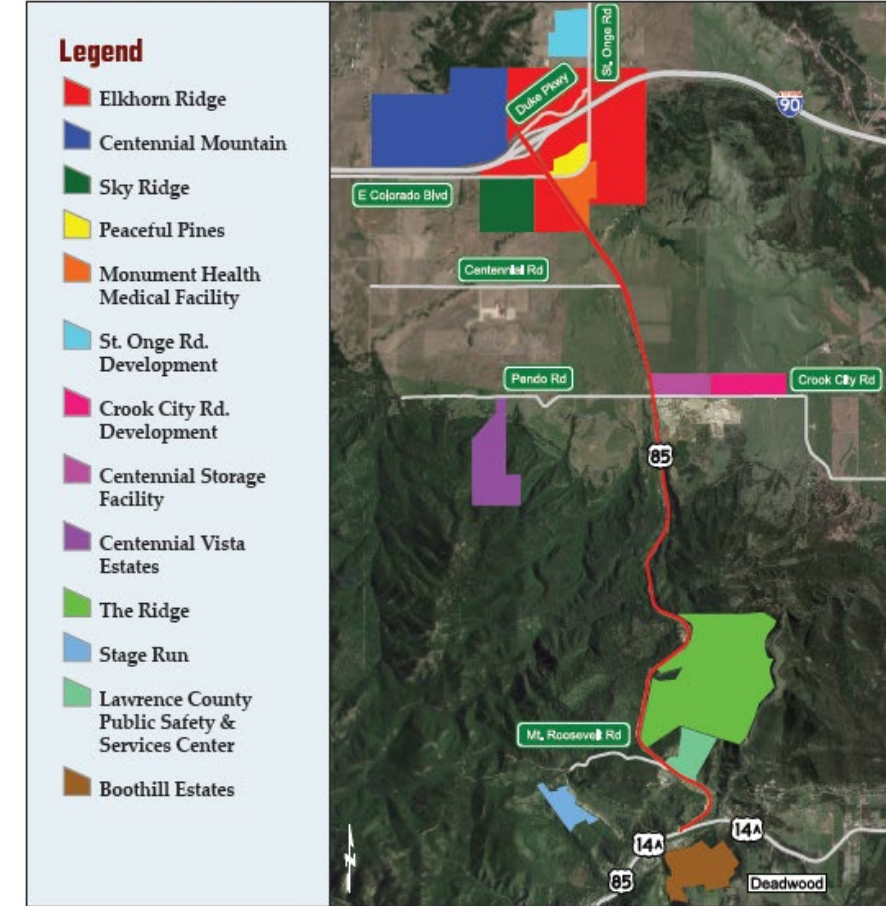 Legend
Elkhorn Ridge
Centennial Mountain
Sky Ridge
Peaceful Pines
Monument Health
Medical Facility
St. Onge Rd.
Development
Crook City Rd.
Development
Centennial Storage
Facility
Centennial Vista
Estates
The Ridge
Stage Run
Lawrence County
Public Safety &
Services Center
Boothill Estates
St. Onge Rd
Duke Pkwy
90
E Colorado Blvd
Centennial Rd
Pendo Rd
Crook City Rd
85
Mt. Roosevelt Rd
14A
14A
85
Deadwood
N